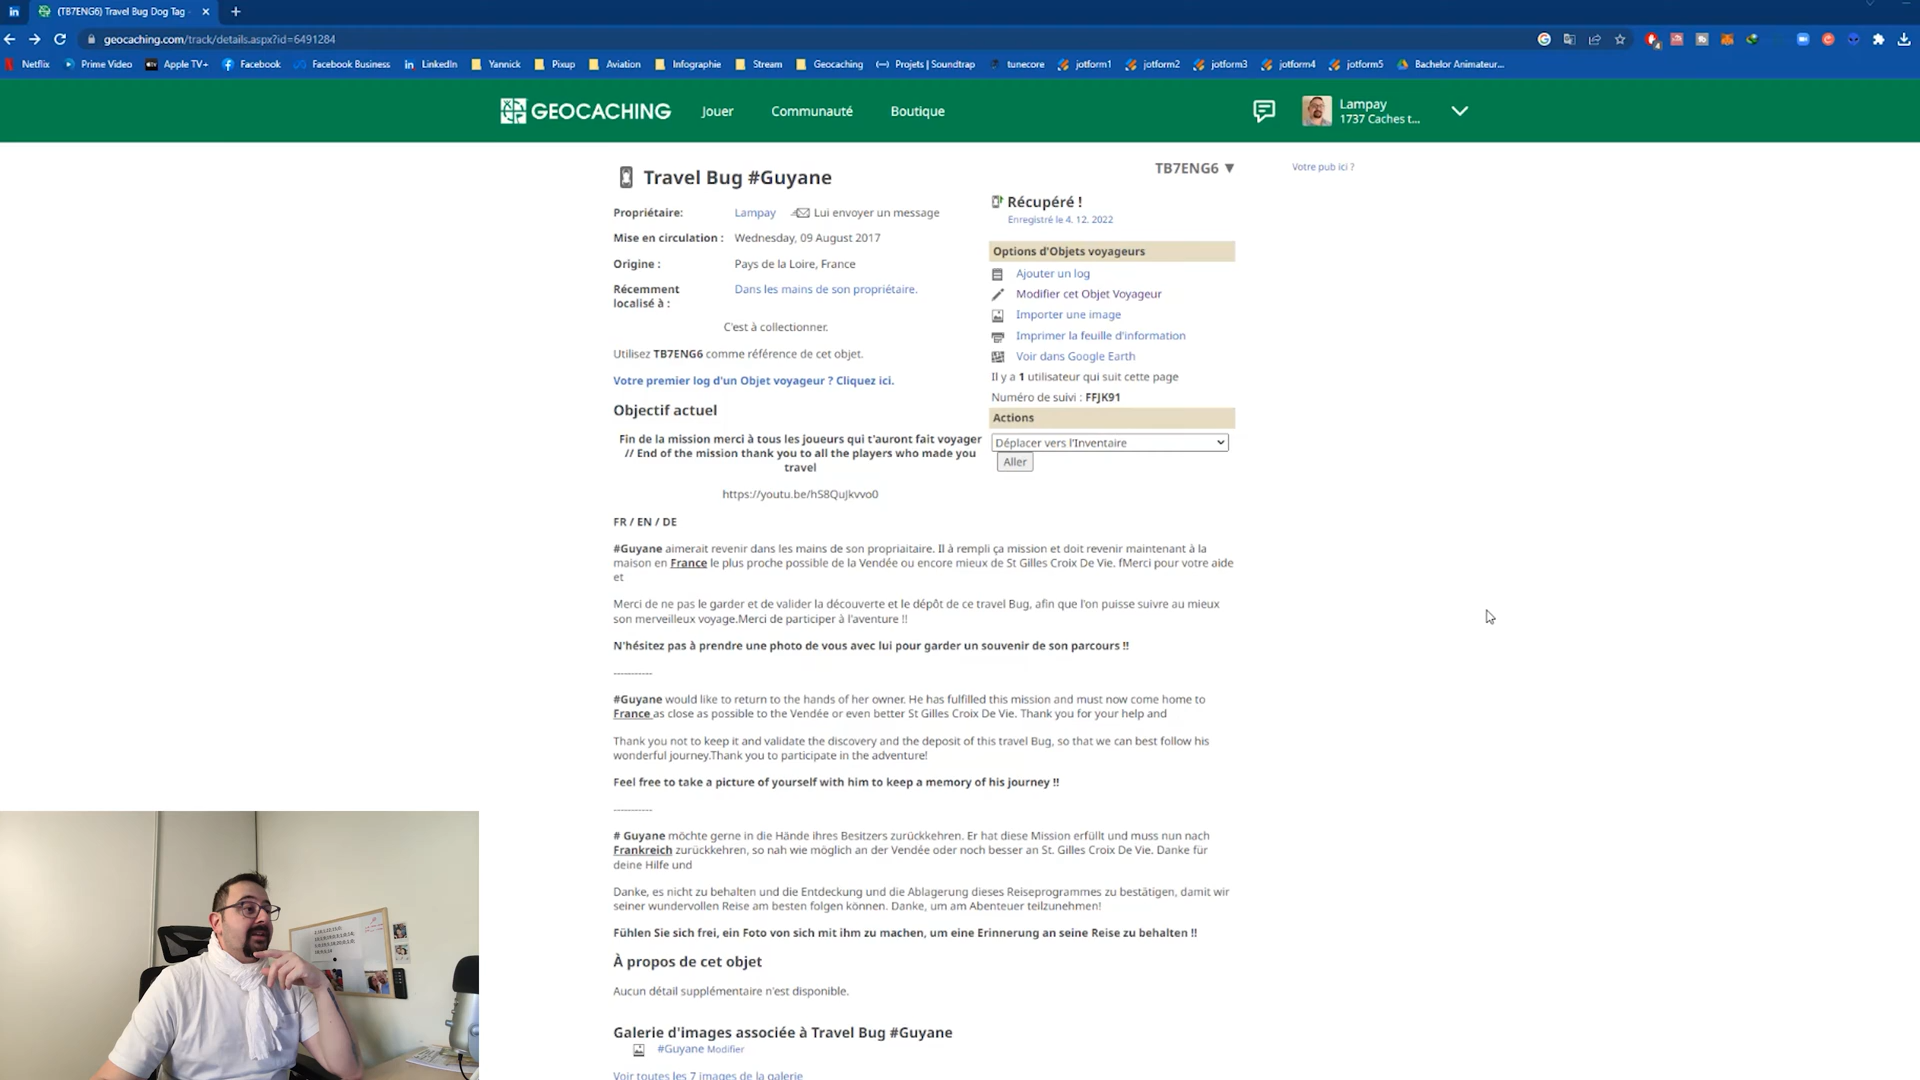 (TB7ENG6) Travel Bug Dog Tag
geocaching.com/track/details.aspx?id=6491284
Netflix Prime Video Apple TV+ Facebook Facebook Business LinkedIn Yannick Pixup Aviation Infographie Stream Geocaching Projets | Soundtrap tunecore jotform1 jotform2 jotform3 jotform4 jotform5 Bachelor Animateur...
GEOCACHING Jouer Communauté Boutique
Lampay
1737 Caches t...
Travel Bug #Guyane
TB7ENG6 ▼
Votre pub ici ?
Propriétaire: Lampay Lui envoyer un message
Mise en circulation : Wednesday, 09 August 2017
Origine : Pays de la Loire, France
Récemment
localisé à :
Dans les mains de son propriétaire.
C'est à collectionner.
Utilisez TB7ENG6 comme référence de cet objet.
Votre premier log d'un Objet voyageur ? Cliquez ici.
Récupéré !
Enregistré le 4. 12. 2022
Options d'Objets voyageurs
Ajouter un log
Modifier cet Objet Voyageur
Importer une image
Imprimer la feuille d'information
Voir dans Google Earth
Il y a 1 utilisateur qui suit cette page
Numéro de suivi : FFJK91
Actions
Déplacer vers l'Inventaire
Aller
Objectif actuel
Fin de la mission merci à tous les joueurs qui t'auront fait voyager
// End of the mission thank you to all the players who made you
travel
https://youtu.be/hS8QuJkvvo0
FR / EN / DE
#Guyane aimerait revenir dans les mains de son propriaitaire. Il à rempli ça mission et doit revenir maintenant à la
maison en France le plus proche possible de la Vendée ou encore mieux de St Gilles Croix De Vie. fMerci pour votre aide
et
Merci de ne pas le garder et de valider la découverte et le dépôt de ce travel Bug, afin que l'on puisse suivre au mieux
son merveilleux voyage.Merci de participer à l'aventure !!
N'hésitez pas à prendre une photo de vous avec lui pour garder un souvenir de son parcours !!
-----------
#Guyane would like to return to the hands of her owner. He has fulfilled this mission and must now come home to
France as close as possible to the Vendée or even better St Gilles Croix De Vie. Thank you for your help and
Thank you not to keep it and validate the discovery and the deposit of this travel Bug, so that we can best follow his
wonderful journey.Thank you to participate in the adventure!
Feel free to take a picture of yourself with him to keep a memory of his journey !!
-----------
# Guyane möchte gerne in die Hände ihres Besitzers zurückkehren. Er hat diese Mission erfüllt und muss nun nach
Frankreich zurückkehren, so nah wie möglich an der Vendée oder noch besser an St. Gilles Croix De Vie. Danke für
deine Hilfe und
Danke, es nicht zu behalten und die Entdeckung und die Ablagerung dieses Reiseprogrammes zu bestätigen, damit wir
seiner wundervollen Reise am besten folgen können. Danke, um am Abenteuer teilzunehmen!
Fühlen Sie sich frei, ein Foto von sich mit ihm zu machen, um eine Erinnerung an seine Reise zu behalten !!
À propos de cet objet
Aucun détail supplémentaire n'est disponible.
Galerie d'images associée à Travel Bug #Guyane
#Guyane Modifier
Voir toutes les 7 images de la galerie